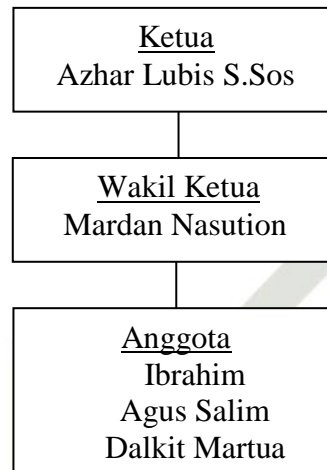 Ketua
Azhar Lubis S.Sos
Wakil Ketua
Mardan Nasution
Anggota
Ibrahim
Agus Salim
Dalkit Martua